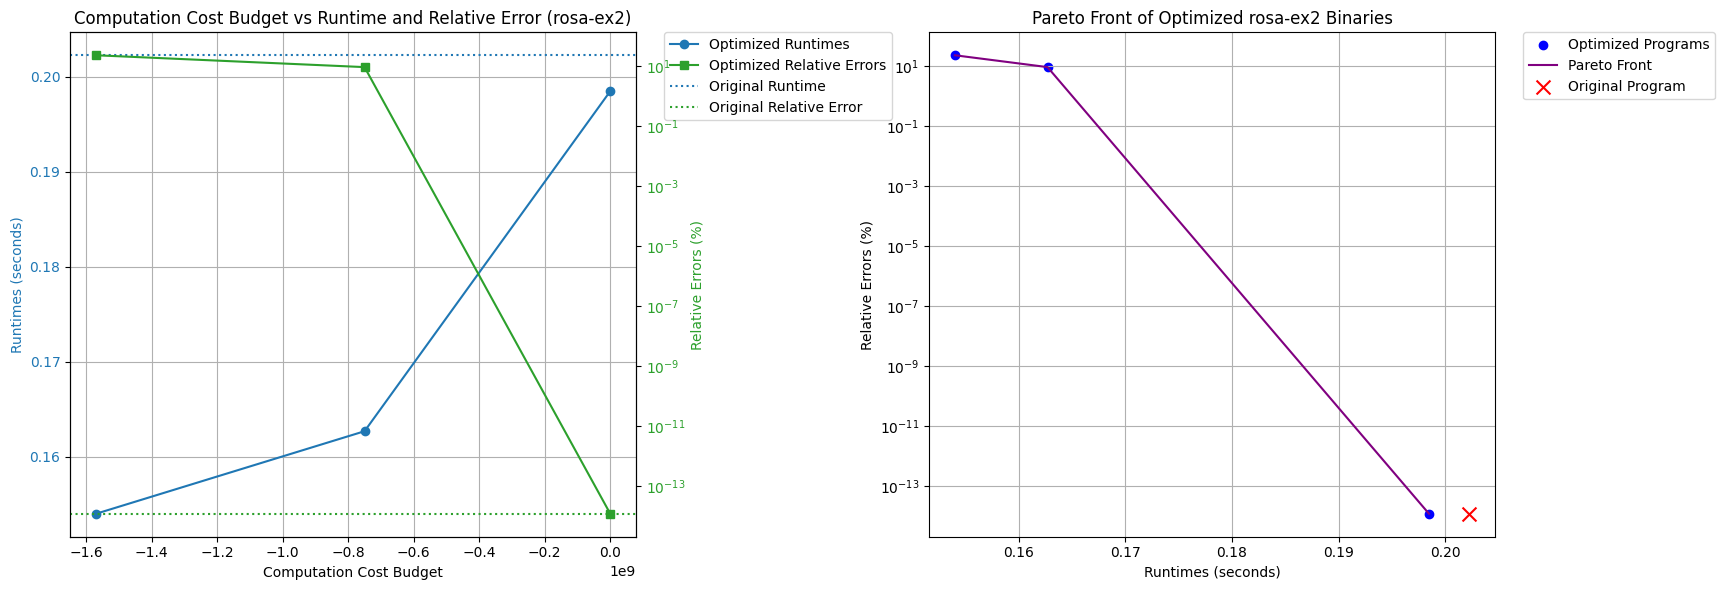 Computation Cost Budget vs Runtime and Relative Error (rosa-ex2)
Runtimes (seconds)
0.20
0.19
0.18
0.17
0.16
−1.6 −1.4 −1.2 −1.0 −0.8 −0.6 −0.4 −0.2 0.0
1e9
Computation Cost Budget
10^1
10^−1
10^−3
10^−5
10^−7
10^−9
10^−11
10^−13
Relative Errors (%)
Optimized Runtimes
Optimized Relative Errors
Original Runtime
Original Relative Error
Pareto Front of Optimized rosa-ex2 Binaries
Relative Errors (%)
10^1
10^−1
10^−3
10^−5
10^−7
10^−9
10^−11
10^−13
0.16 0.17 0.18 0.19 0.20
Runtimes (seconds)
Optimized Programs
Pareto Front
Original Program